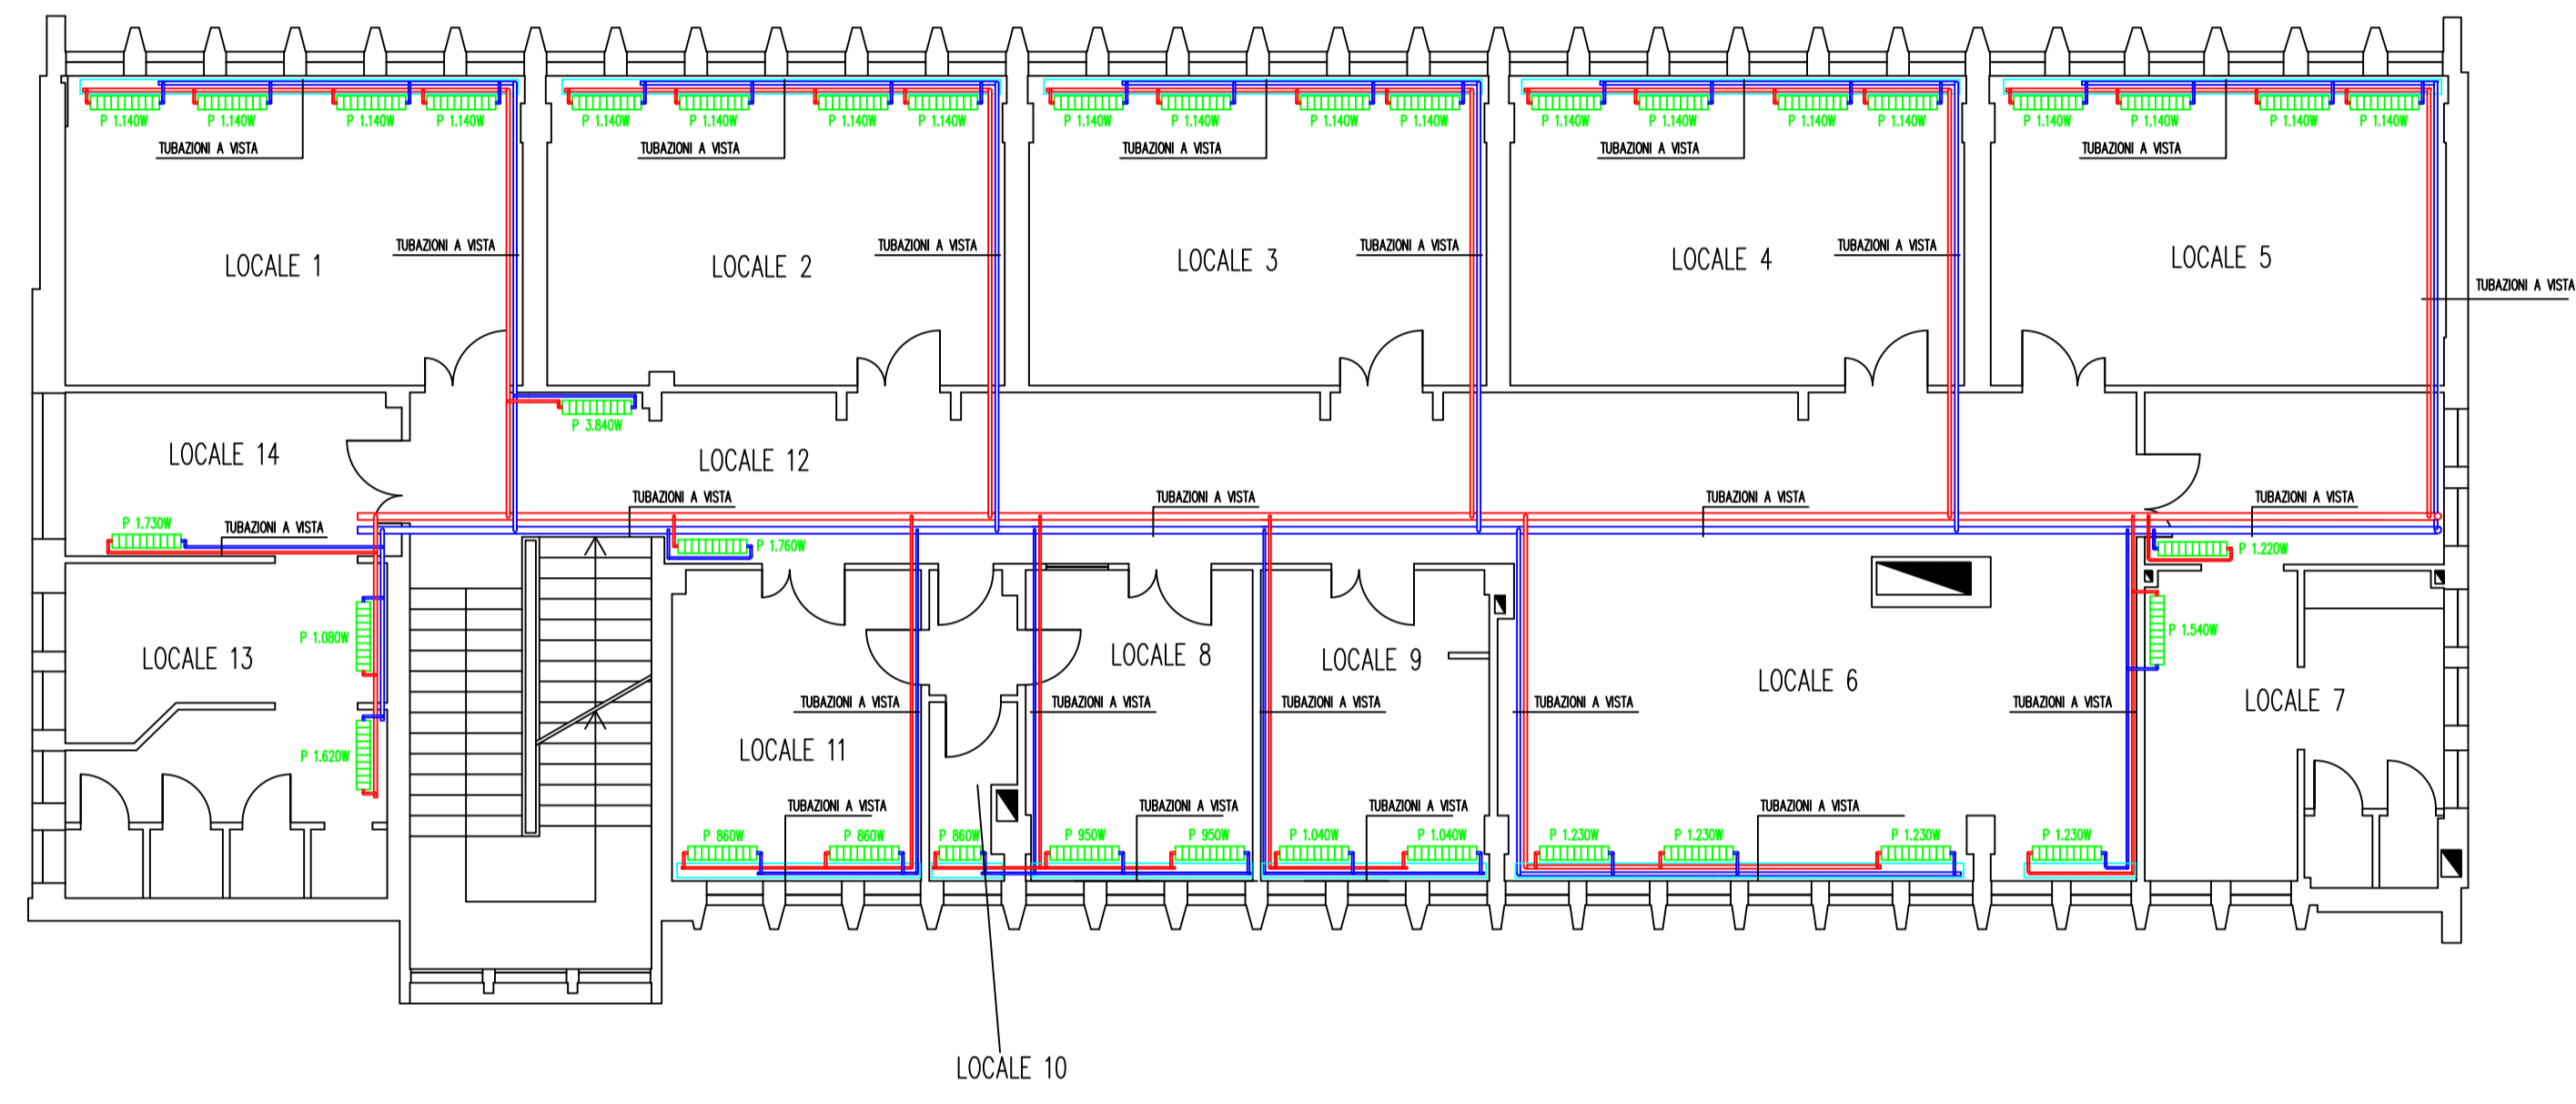 P 1.140W P 1.140W P 1.140W P 1.140W P 1.140W P 1.140W P 1.140W P 1.140W P 1.140W P 1.140W P 1.140W P 1.140W P 1.140W P 1.140W P 1.140W P 1.140W P 1.140W P 1.140W P 1.140W P 1.140W
TUBAZIONI A VISTA TUBAZIONI A VISTA TUBAZIONI A VISTA TUBAZIONI A VISTA TUBAZIONI A VISTA
TUBAZIONI A VISTA TUBAZIONI A VISTA TUBAZIONI A VISTA TUBAZIONI A VISTA
LOCALE 1 LOCALE 2 LOCALE 3 LOCALE 4 LOCALE 5
TUBAZIONI A VISTA
P 3.840W
LOCALE 14 LOCALE 12
TUBAZIONI A VISTA TUBAZIONI A VISTA TUBAZIONI A VISTA TUBAZIONI A VISTA
P 1.730W TUBAZIONI A VISTA
P 1.760W P 1.220W
P 1.080W P 1.540W
LOCALE 13 LOCALE 8 LOCALE 9 LOCALE 6 LOCALE 7
TUBAZIONI A VISTA TUBAZIONI A VISTA TUBAZIONI A VISTA TUBAZIONI A VISTA TUBAZIONI A VISTA
P 1.620W LOCALE 11
TUBAZIONI A VISTA TUBAZIONI A VISTA TUBAZIONI A VISTA TUBAZIONI A VISTA
P 860W P 860W P 860W P 950W P 950W P 1.040W P 1.040W P 1.230W P 1.230W P 1.230W P 1.230W
LOCALE 10